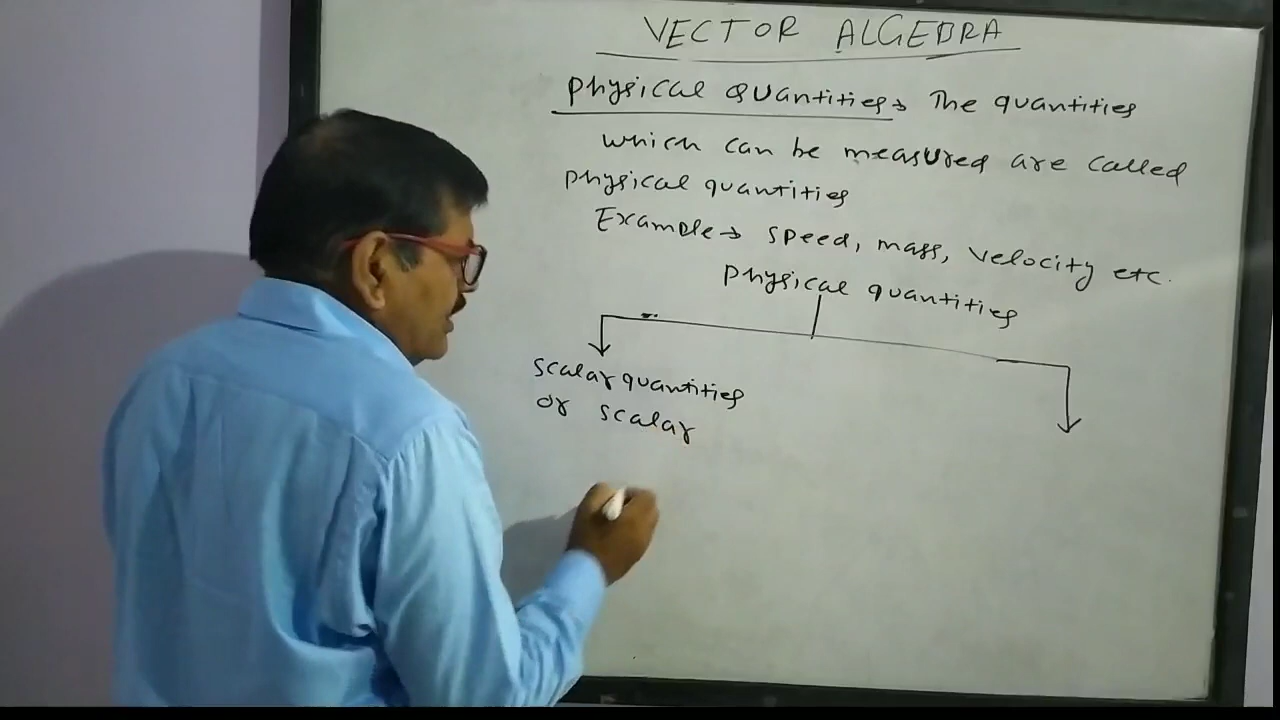 VECTOR ALGEBRA
Physical Quantities → The quantities
which can be measured are called
physical quantities
Example → speed, mass, velocity etc.
Physical quantities
scalar quantities
or scalar